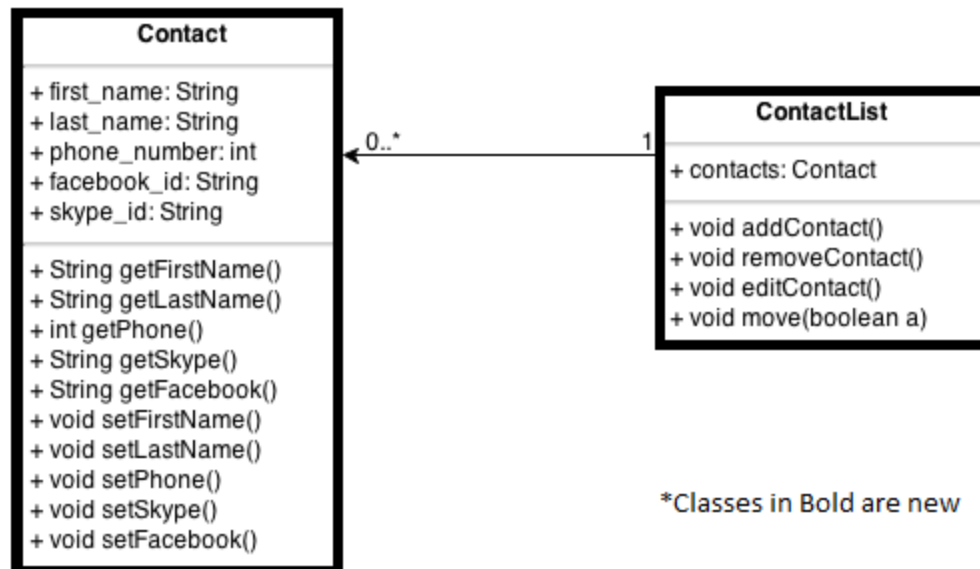 Contact
+ first_name: String
+ last_name: String
+ phone_number: int
+ facebook_id: String
+ skype_id: String
+ String getFirstName()
+ String getLastName()
+ int getPhone()
+ String getSkype()
+ String getFacebook()
+ void setFirstName()
+ void setLastName()
+ void setPhone()
+ void setSkype()
+ void setFacebook()
0..*
1
ContactList
+ contacts: Contact
+ void addContact()
+ void removeContact()
+ void editContact()
+ void move(boolean a)
*Classes in Bold are new